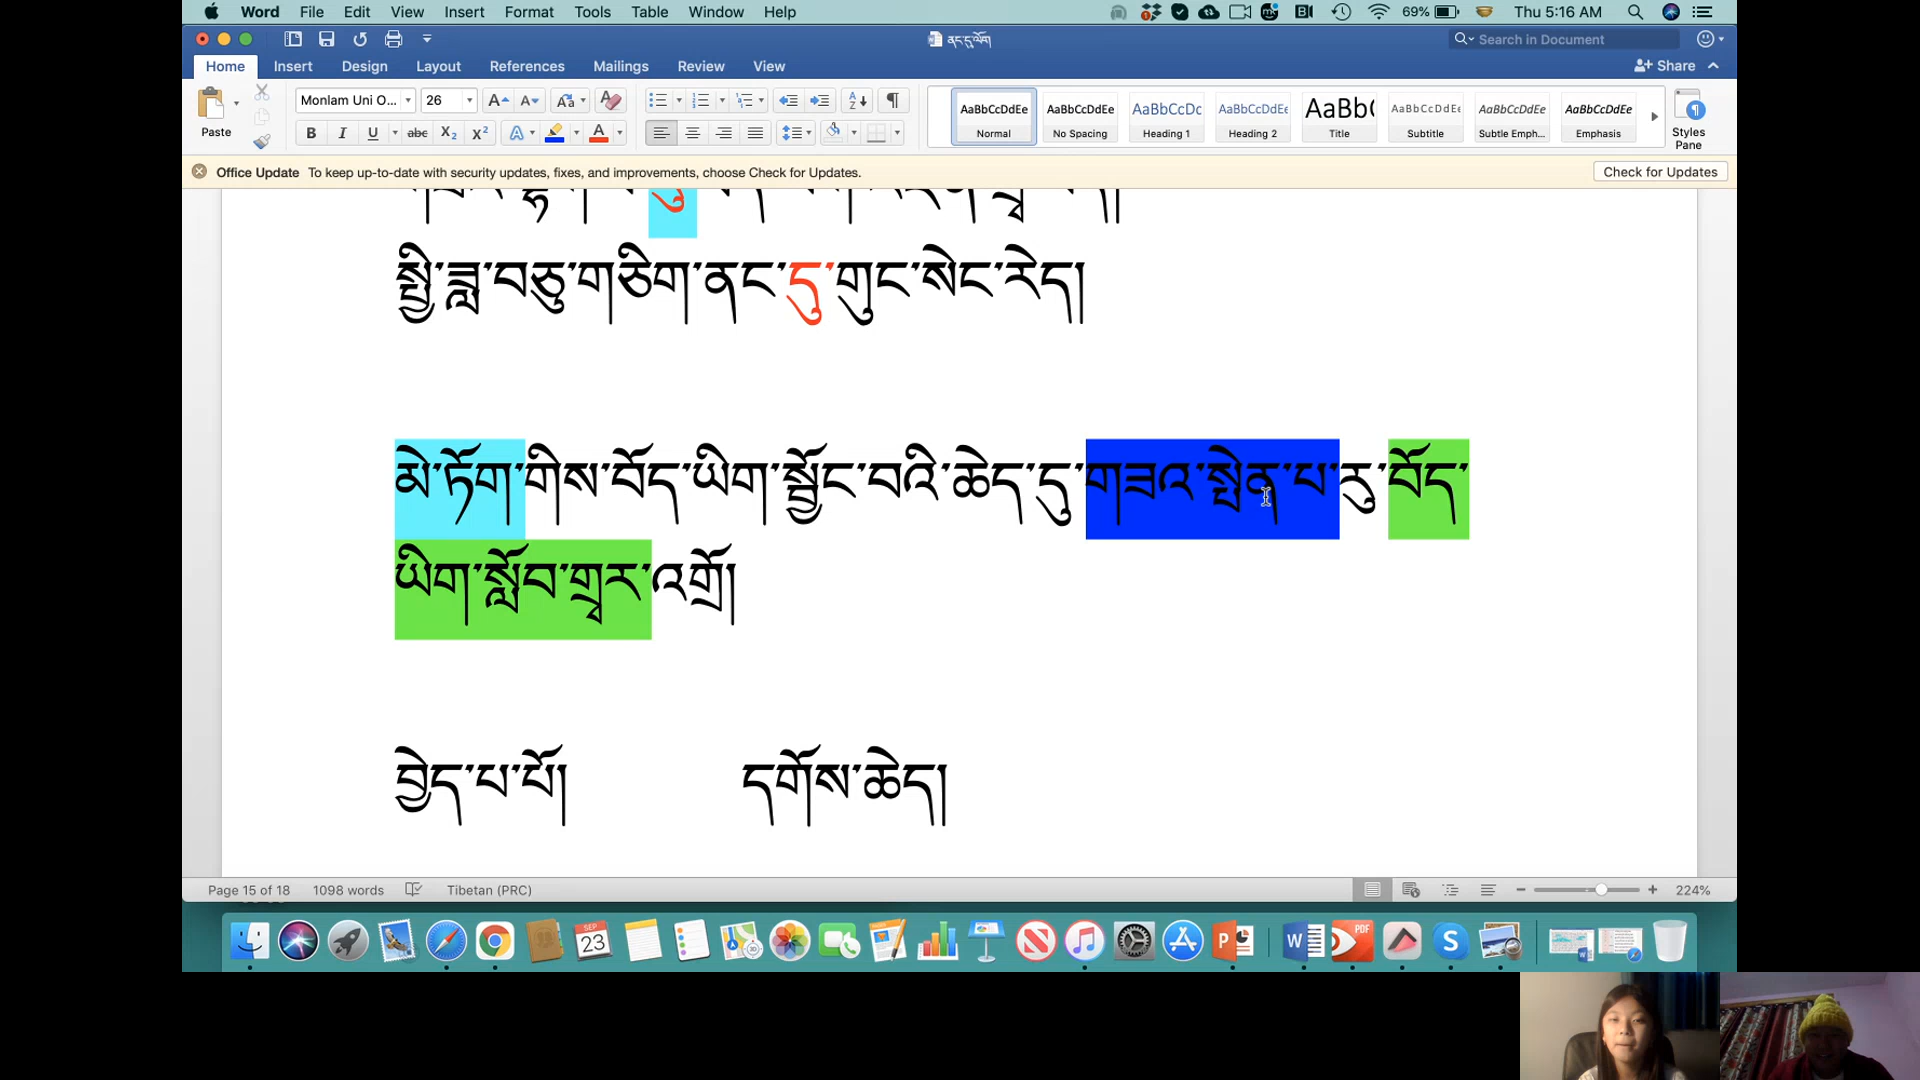 Word File Edit View Insert Format Tools Table Window Help 69% Thu 5:16 AM
ནང་དུ་ལོག Search in Document
Home Insert Design Layout References Mailings Review View Share
Paste Monlam Uni O... 26 AaBbCcDdEe AaBbCcDdEe AaBbCcDc AaBbCcDdEe AaBb( AaBbCcDdEe AaBbCcDdEe AaBbCcDdEe
Normal No Spacing Heading 1 Heading 2 Title Subtitle Subtle Emph... Emphasis Styles Pane
Office Update To keep up-to-date with security updates, fixes, and improvements, choose Check for Updates. Check for Updates
སྤྱི་ཟླ་བཅུ་གཅིག་ནང་དུ་གུང་སེང་རེད།
མེ་ཏོག་གིས་བོད་ཡིག་སྦྱོང་བའི་ཆེད་དུ་གཟའ་སྤེན་པ་རུ་བོད་
ཡིག་སློབ་གྲྭར་འགྲོ།
བྱེད་པ་པོ། དགོས་ཆེད།
Page 15 of 18 1098 words Tibetan (PRC) 224%
SEP 23 PDF